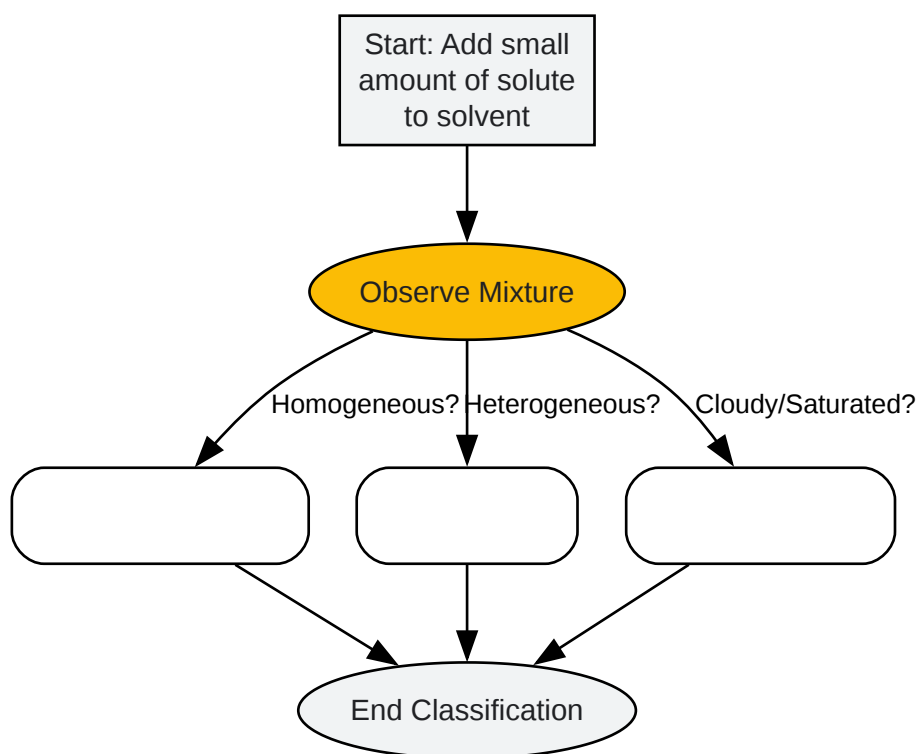 Start: Add small
amount of solute
to solvent
Observe Mixture
Homogeneous?
Heterogeneous?
Cloudy/Saturated?
End Classification